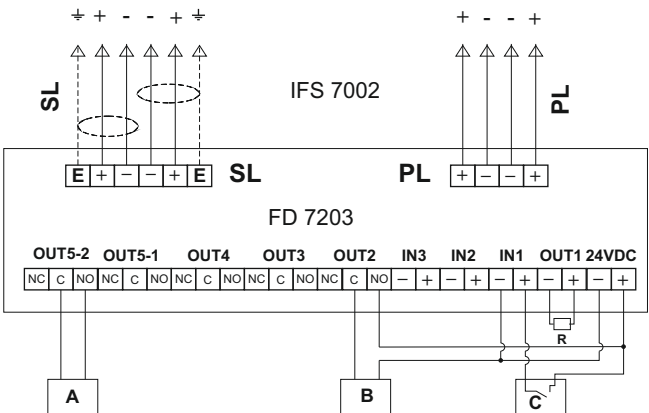 ⏚ + - - + ⏚
+ - - +
SL
IFS 7002
PL
E + − − + E
SL
PL
+ − − +
FD 7203
OUT5-2 OUT5-1 OUT4 OUT3 OUT2 IN3 IN2 IN1 OUT1 24VDC
NC C NO NC C NO NC C NO NC C NO NC C NO − + − + − + − + − +
R
A
B
C